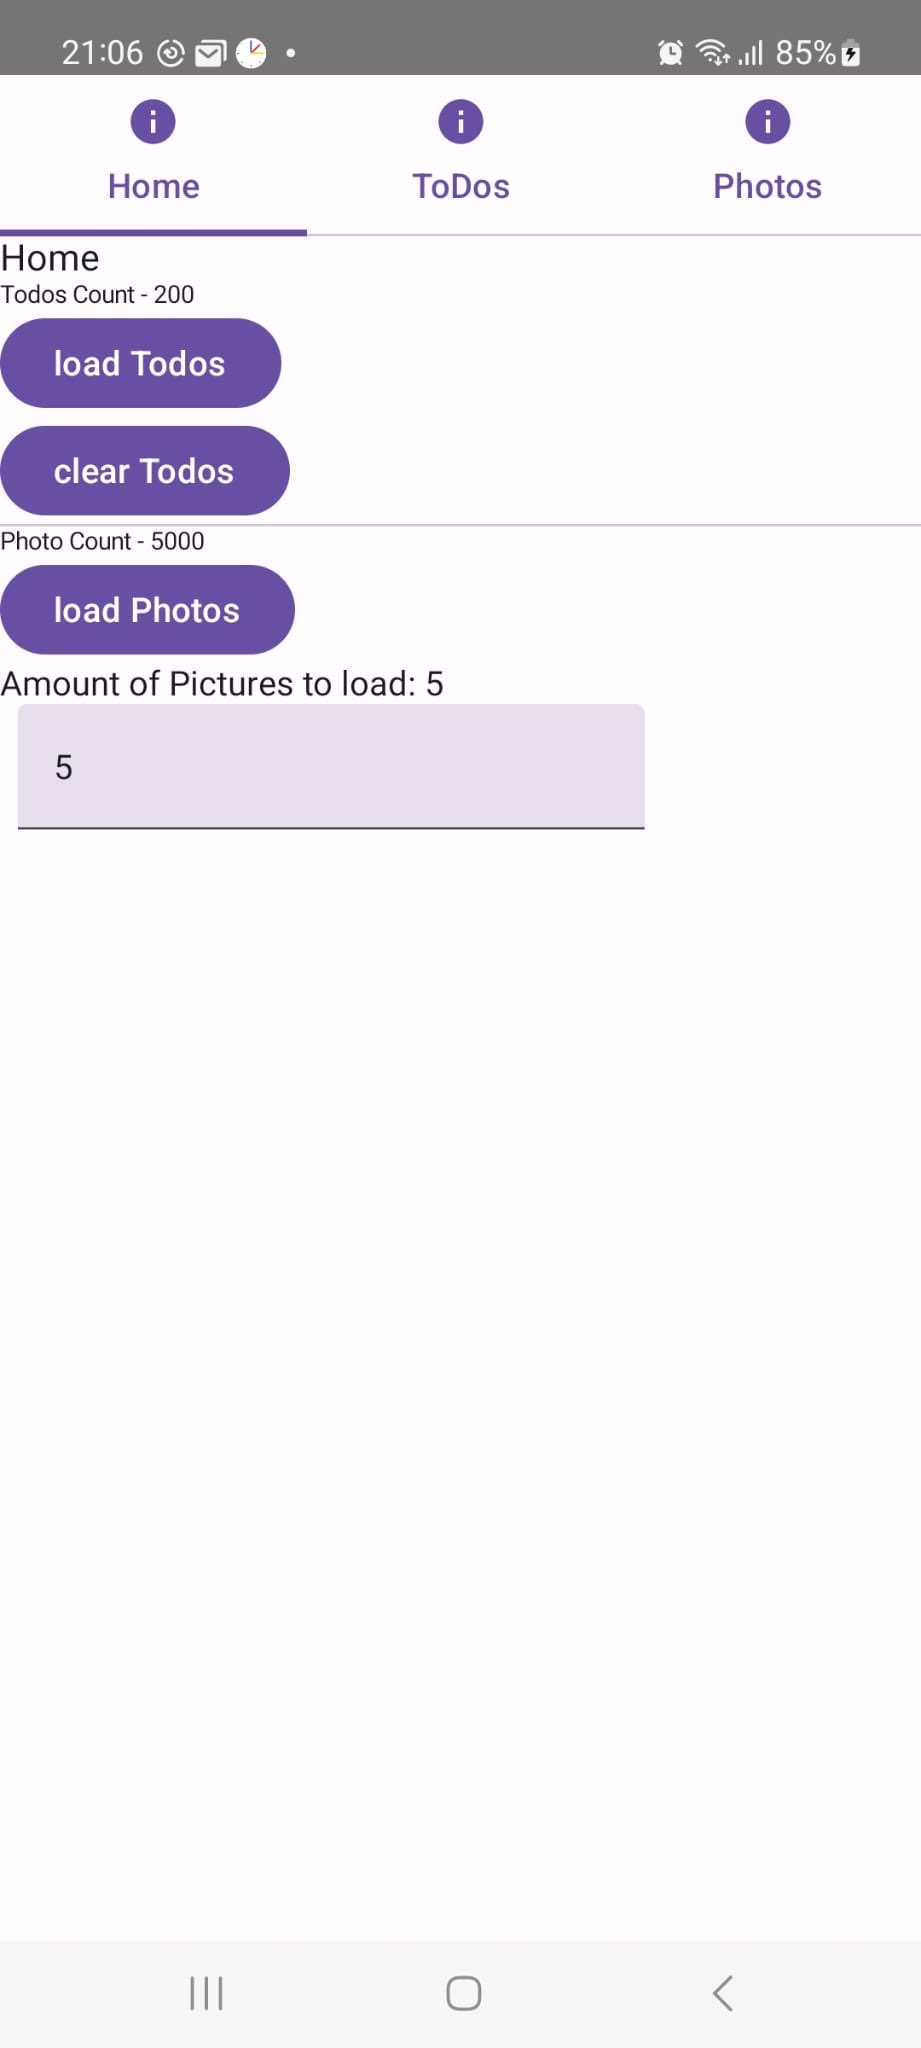 21:06 85%
Home ToDos Photos
Home
Todos Count - 200
load Todos
clear Todos
Photo Count - 5000
load Photos
Amount of Pictures to load: 5
5